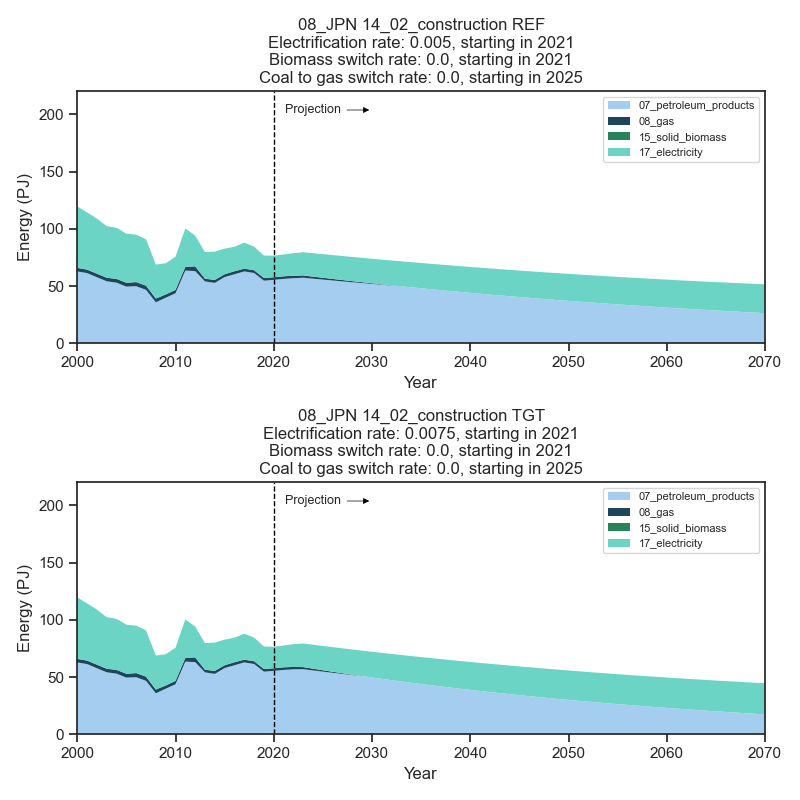 08_JPN 14_02_construction REF
Electrification rate: 0.005, starting in 2021
Biomass switch rate: 0.0, starting in 2021
Coal to gas switch rate: 0.0, starting in 2025
Projection
07_petroleum_products
08_gas
15_solid_biomass
17_electricity
Energy (PJ)
200
150
100
50
0
2000 2010 2020 2030 2040 2050 2060 2070
Year
08_JPN 14_02_construction TGT
Electrification rate: 0.0075, starting in 2021
Biomass switch rate: 0.0, starting in 2021
Coal to gas switch rate: 0.0, starting in 2025
Projection
07_petroleum_products
08_gas
15_solid_biomass
17_electricity
Energy (PJ)
200
150
100
50
0
2000 2010 2020 2030 2040 2050 2060 2070
Year